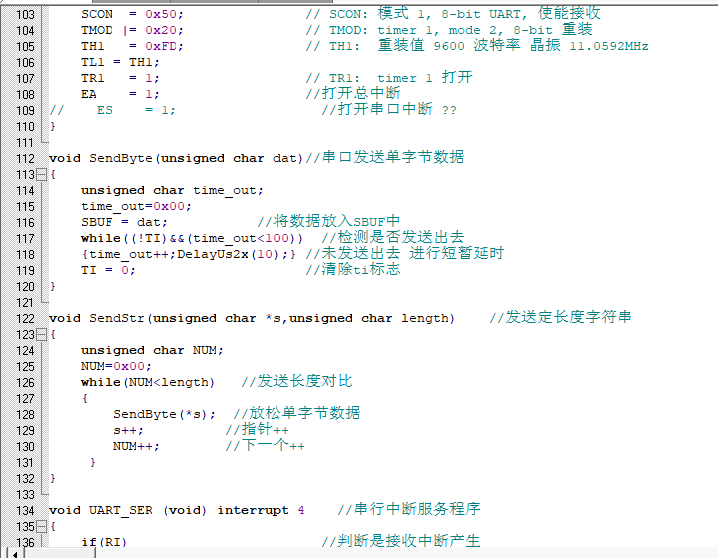 103 SCON  = 0x50;                // SCON: 模式 1, 8-bit UART, 使能接收
104 TMOD |= 0x20;               // TMOD: timer 1, mode 2, 8-bit 重装
105 TH1   = 0xFD;               // TH1:  重装值 9600 波特率 晶振 11.0592MHz
106 TL1 = TH1;
107 TR1   = 1;                  // TR1:  timer 1 打开
108 EA    = 1;                  //打开总中断
109 //    ES    = 1;                  //打开串口中断 ??
110 }
111
112 void SendByte(unsigned char dat)//串口发送单字节数据
113 {
114     unsigned char time_out;
115     time_out=0x00;
116     SBUF = dat;           //将数据放入SBUF中
117     while((!TI)&&(time_out<100))  //检测是否发送出去
118     {time_out++;DelayUs2x(10);} //未发送出去 进行短暂延时
119     TI = 0;                     //清除ti标志
120 }
121
122 void SendStr(unsigned char *s,unsigned char length)    //发送定长度字符串
123 {
124     unsigned char NUM;
125     NUM=0x00;
126     while(NUM<length)   //发送长度对比
127     {
128         SendByte(*s);  //放松单字节数据
129         s++;          //指针++
130         NUM++;        //下一个++
131      }
132 }
133
134 void UART_SER (void) interrupt 4    //串行中断服务程序
135 {
136     if(RI)                        //判断是接收中断产生